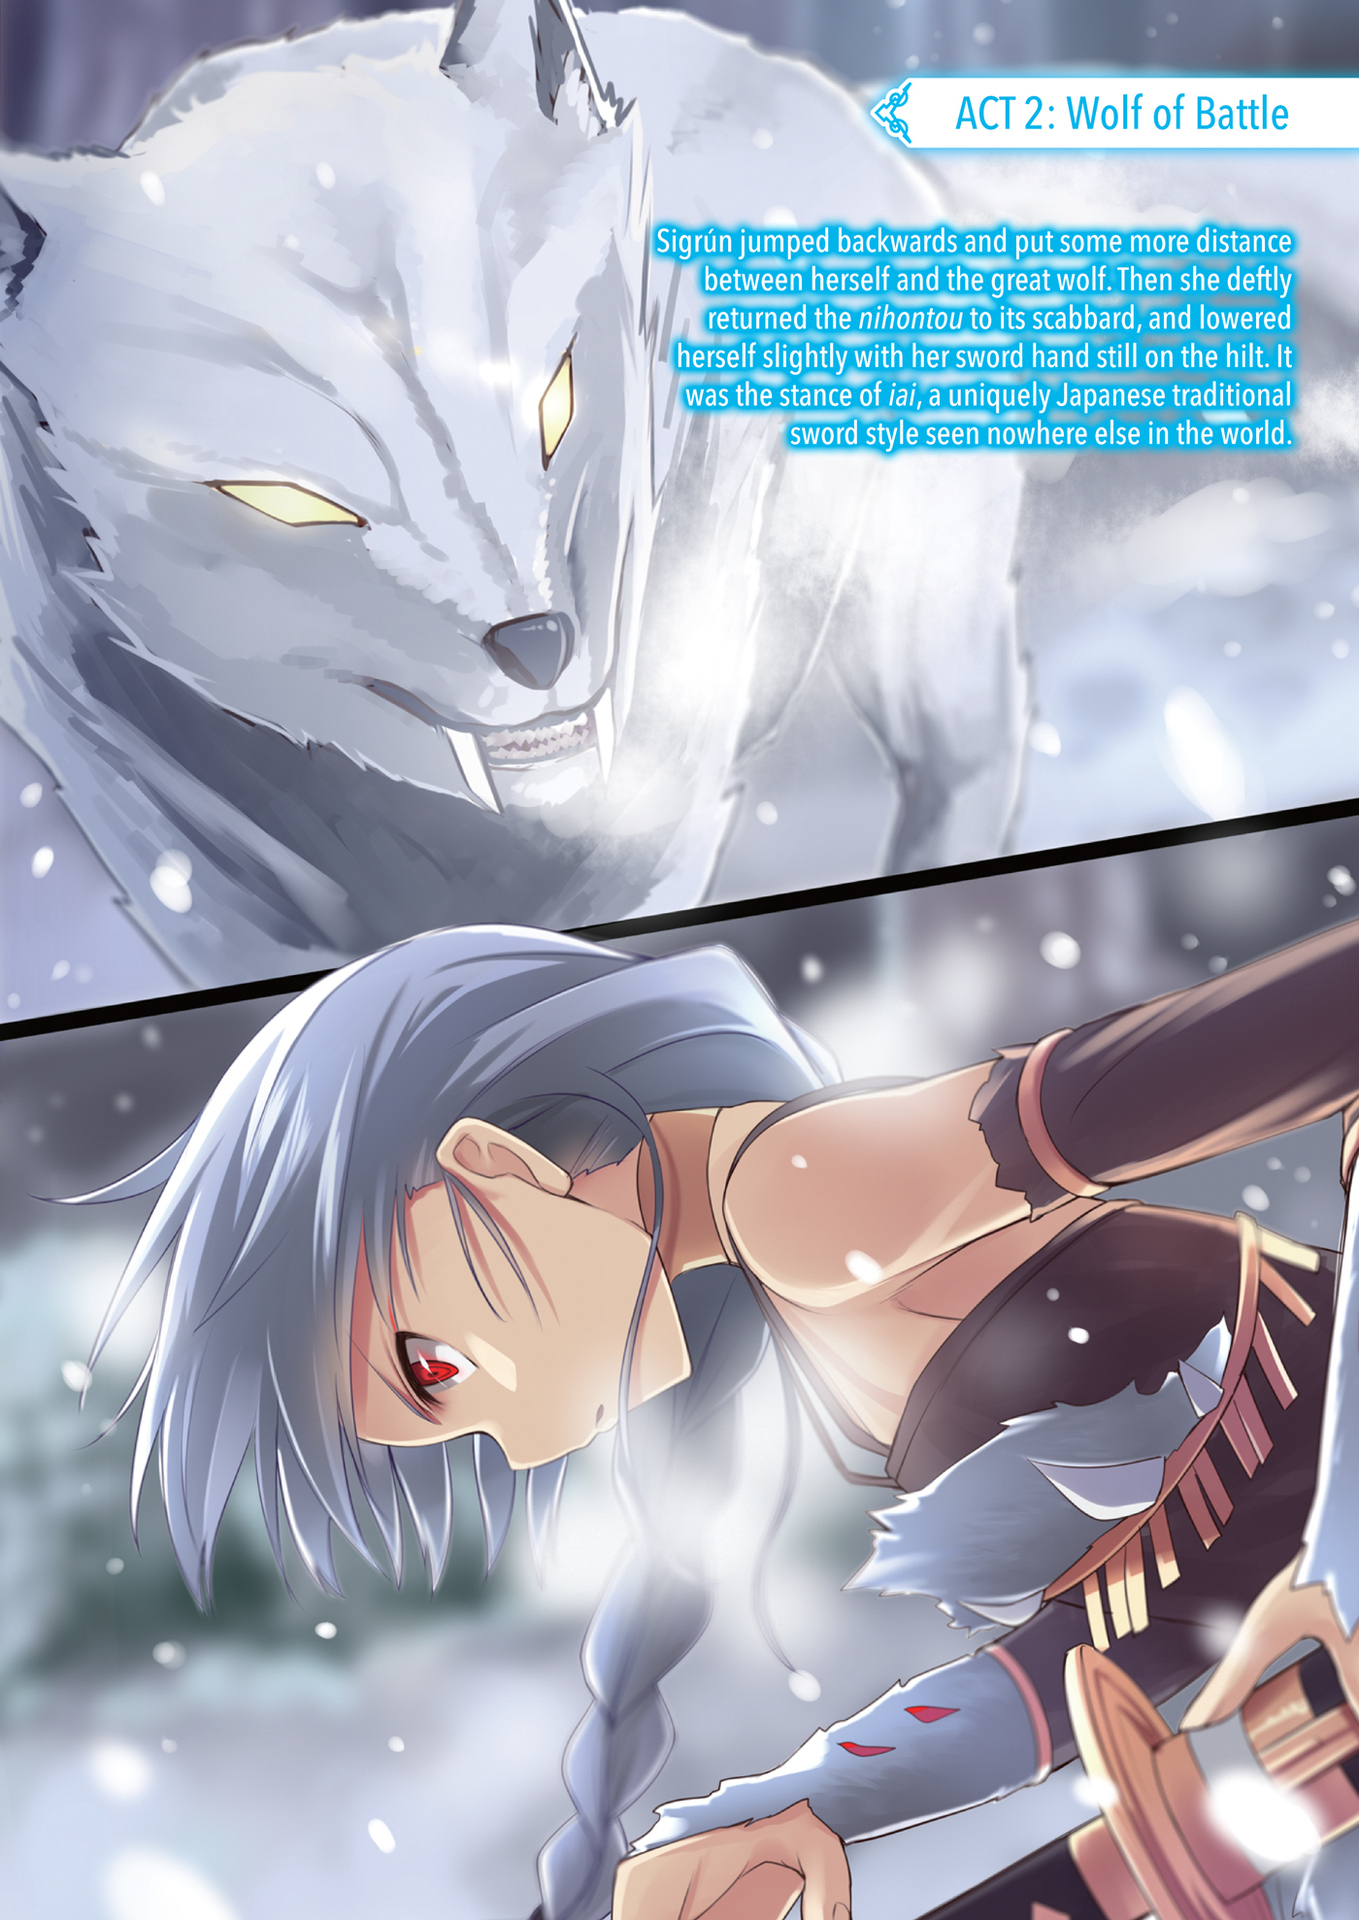 ACT 2: Wolf of Battle
Sigrún jumped backwards and put some more distance
between herself and the great wolf. Then she deftly
returned the nihontou to its scabbard, and lowered
herself slightly with her sword hand still on the hilt. It
was the stance of iai, a uniquely Japanese traditional
sword style seen nowhere else in the world.